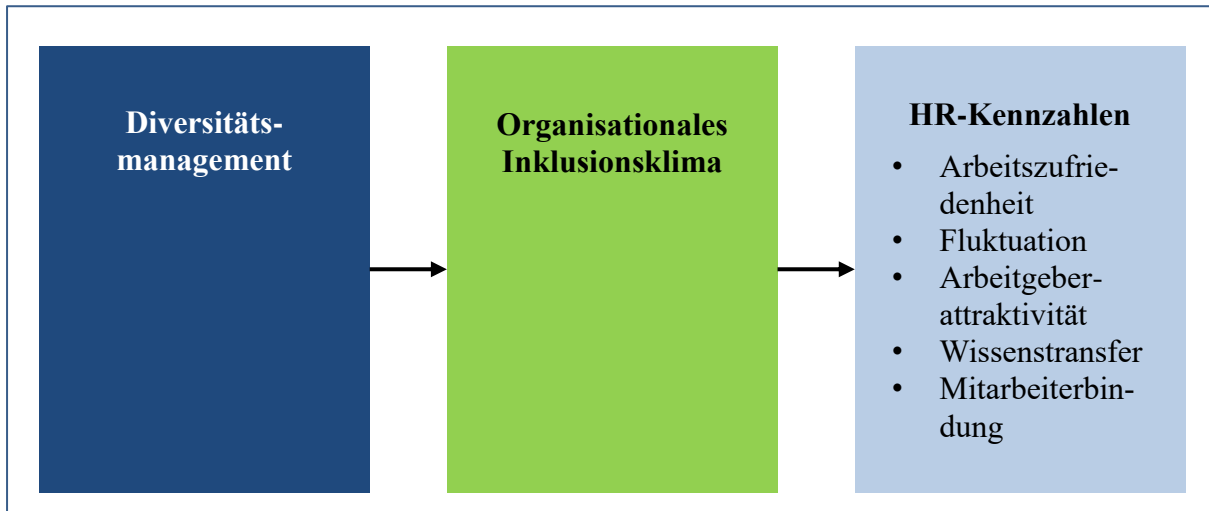 Diversitäts-
management
Organisationales
Inklusionsklima
HR-Kennzahlen
• Arbeitszufrie-
denheit
• Fluktuation
• Arbeitgeber-
attraktivität
• Wissenstransfer
• Mitarbeiterbin-
dung